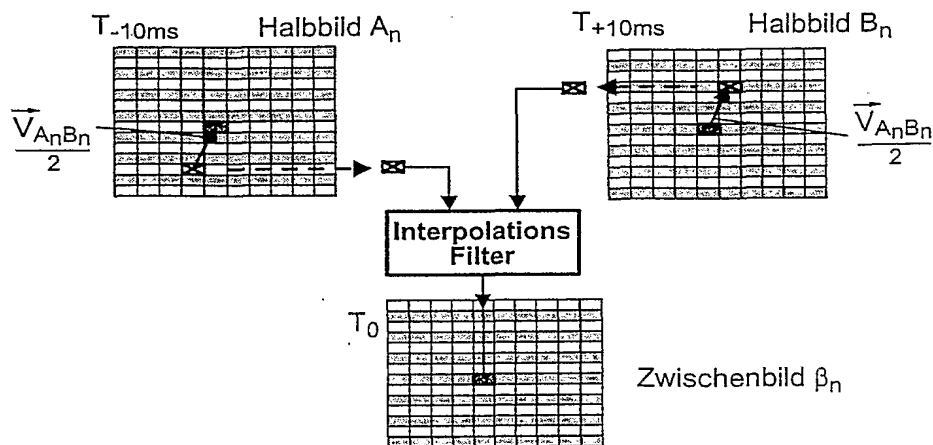 T-10ms Halbbild An
T+10ms Halbbild Bn
VAnBn
2
VAnBn
2
Interpolations
Filter
T0
Zwischenbild βn